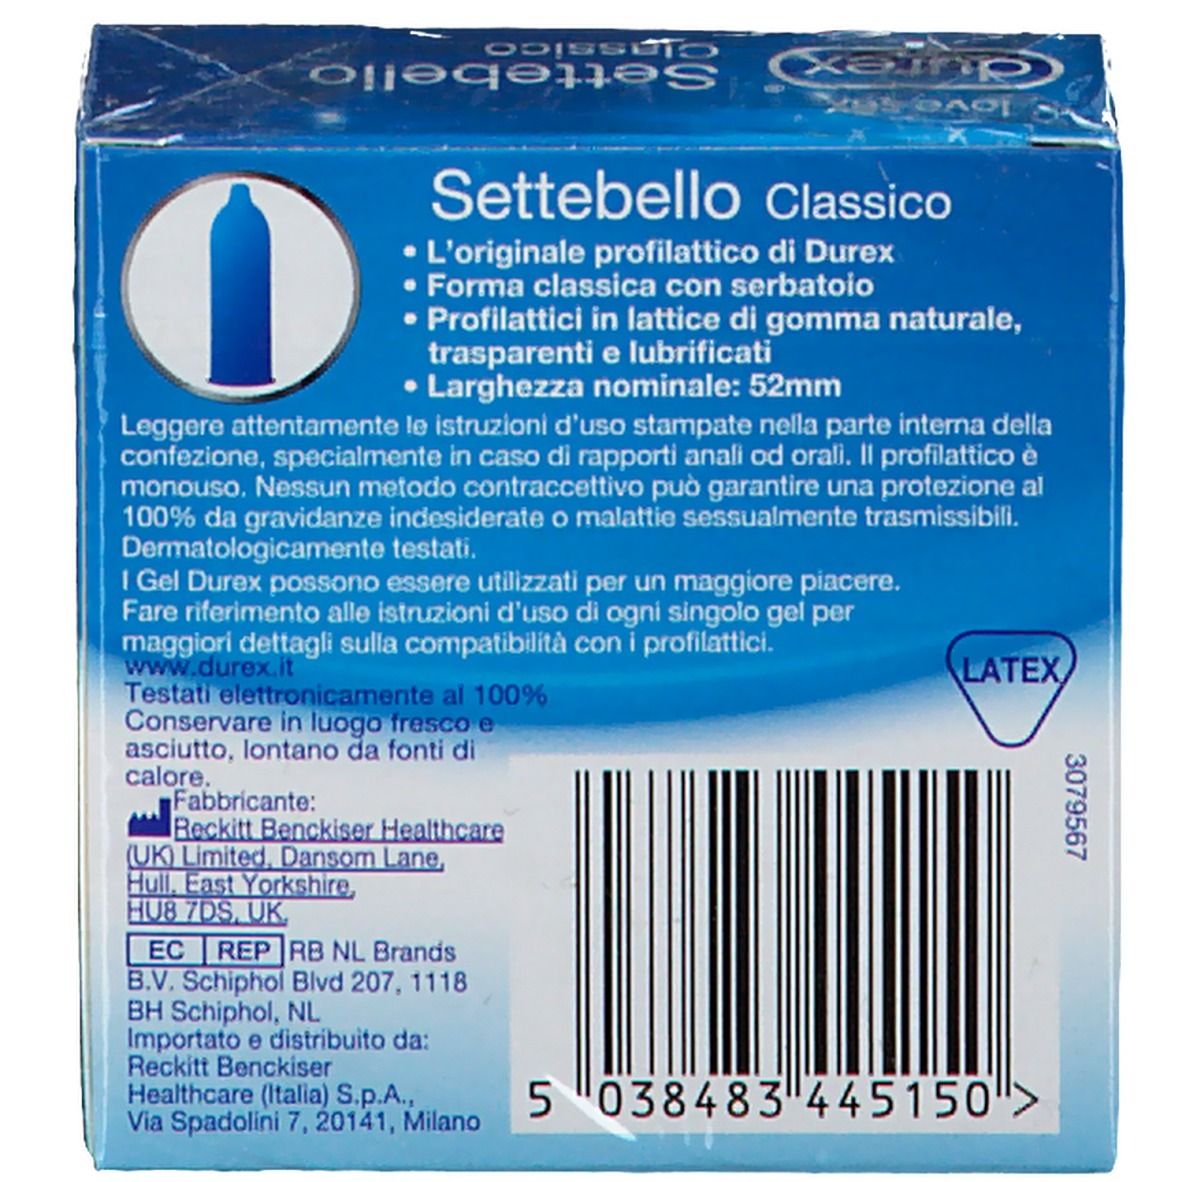 durex
love sex
Settebello
Classico
Settebello Classico
• L'originale profilattico di Durex
• Forma classica con serbatoio
• Profilattici in lattice di gomma naturale,
trasparenti e lubrificati
• Larghezza nominale: 52mm
Leggere attentamente le istruzioni d'uso stampate nella parte interna della
confezione, specialmente in caso di rapporti anali od orali. Il profilattico è
monouso. Nessun metodo contraccettivo può garantire una protezione al
100% da gravidanze indesiderate o malattie sessualmente trasmissibili.
Dermatologicamente testati.
I Gel Durex possono essere utilizzati per un maggiore piacere.
Fare riferimento alle istruzioni d'uso di ogni singolo gel per
maggiori dettagli sulla compatibilità con i profilattici.
www.durex.it
Testati elettronicamente al 100%
Conservare in luogo fresco e
asciutto, lontano da fonti di
calore.
Fabbricante:
Reckitt Benckiser Healthcare
(UK) Limited, Dansom Lane,
Hull, East Yorkshire,
HU8 7DS, UK.
EC REP RB NL Brands
B.V. Schiphol Blvd 207, 1118
BH Schiphol, NL
Importato e distribuito da:
Reckitt Benckiser
Healthcare (Italia) S.p.A.,
Via Spadolini 7, 20141, Milano
LATEX
3079567
5 038483 445150 >